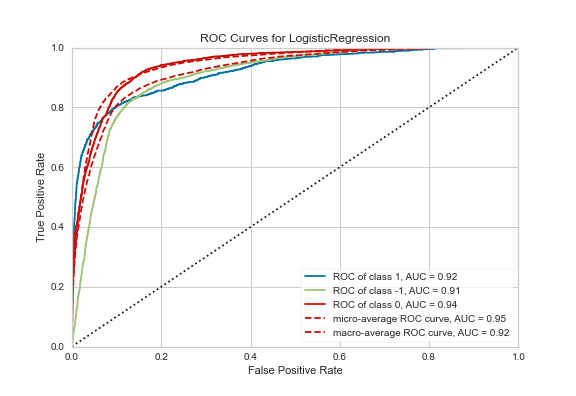 ROC Curves for LogisticRegression
True Positive Rate
1.0
0.8
0.6
0.4
0.2
0.0
ROC of class 1, AUC = 0.92
ROC of class -1, AUC = 0.91
ROC of class 0, AUC = 0.94
micro-average ROC curve, AUC = 0.95
macro-average ROC curve, AUC = 0.92
0.0 0.2 0.4 0.6 0.8 1.0
False Positive Rate